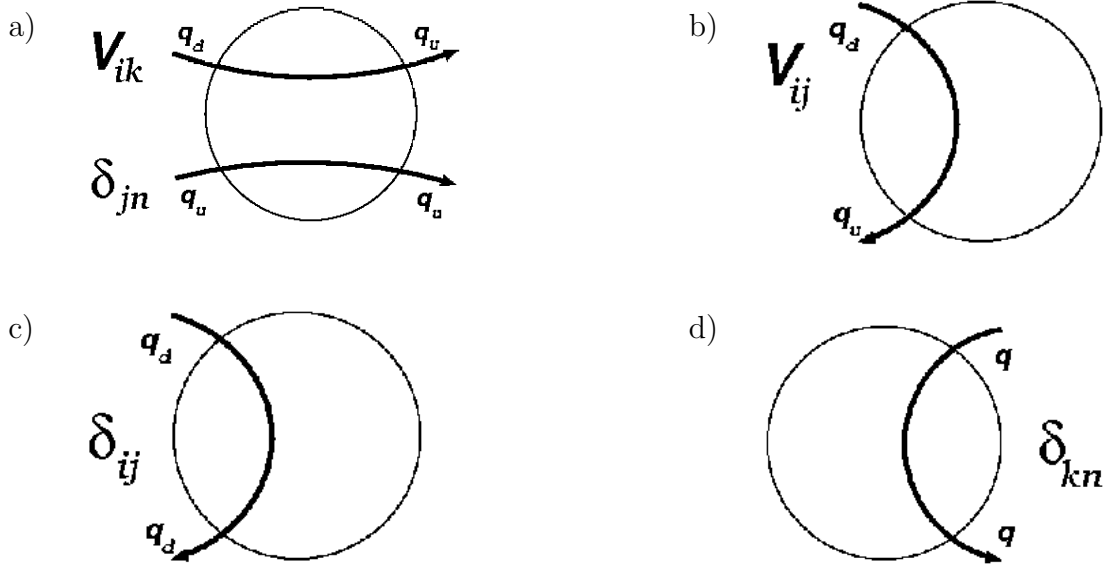 a)
q_d q_u
V_ik
δ_jn
q_u q_u
b)
q_d
V_ij
q_u
c)
q_d
δ_ij
q_d
d)
q
δ_kn
q